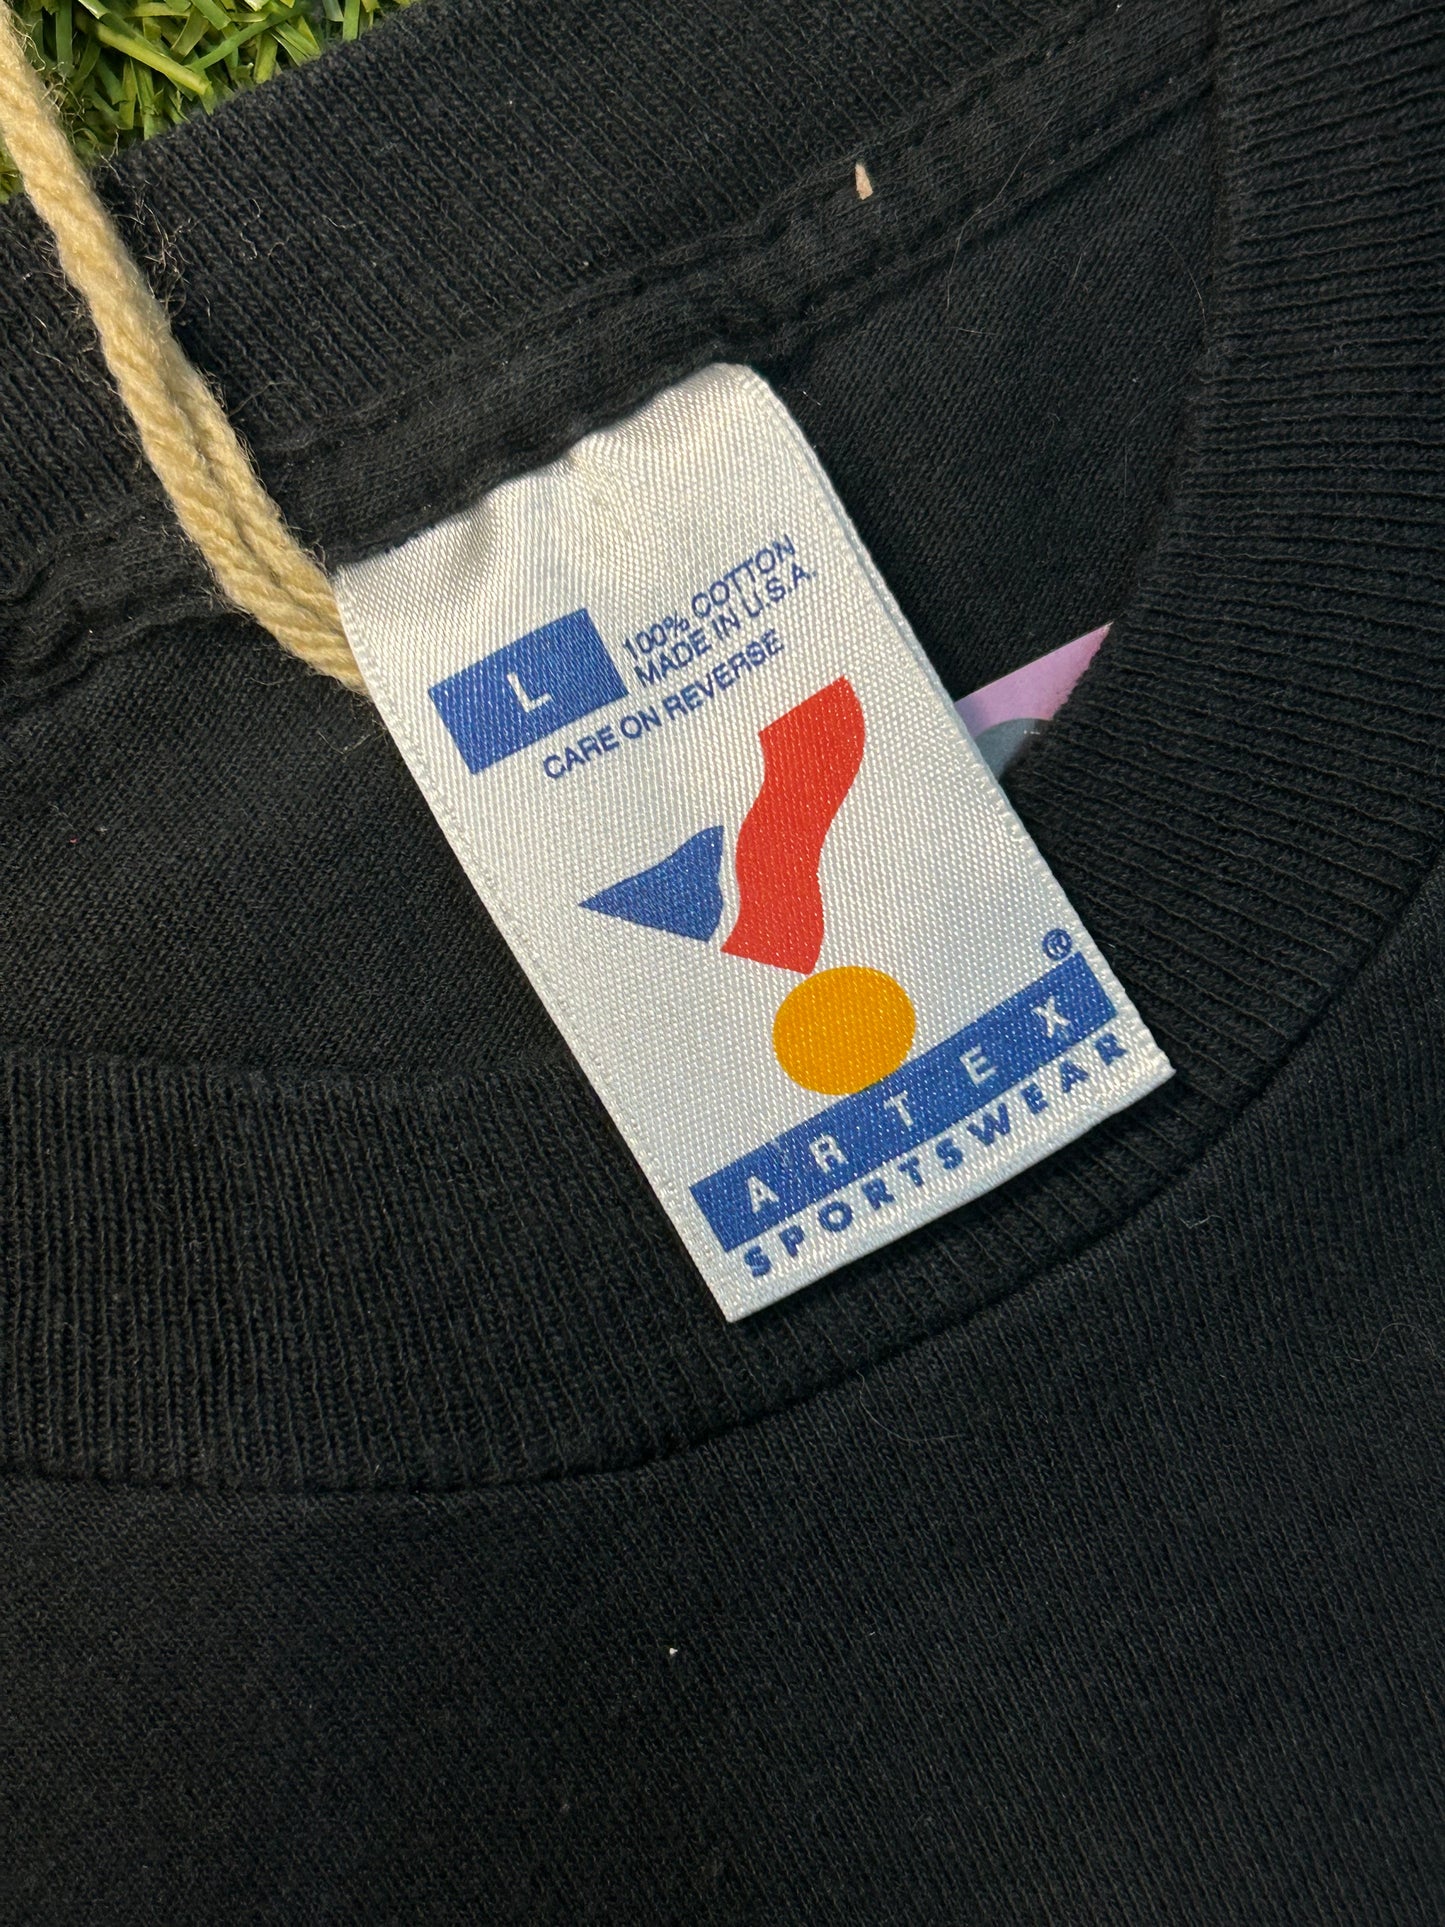 L
100% COTTON
MADE IN U.S.A.
CARE ON REVERSE
ARTEX®
SPORTSWEAR